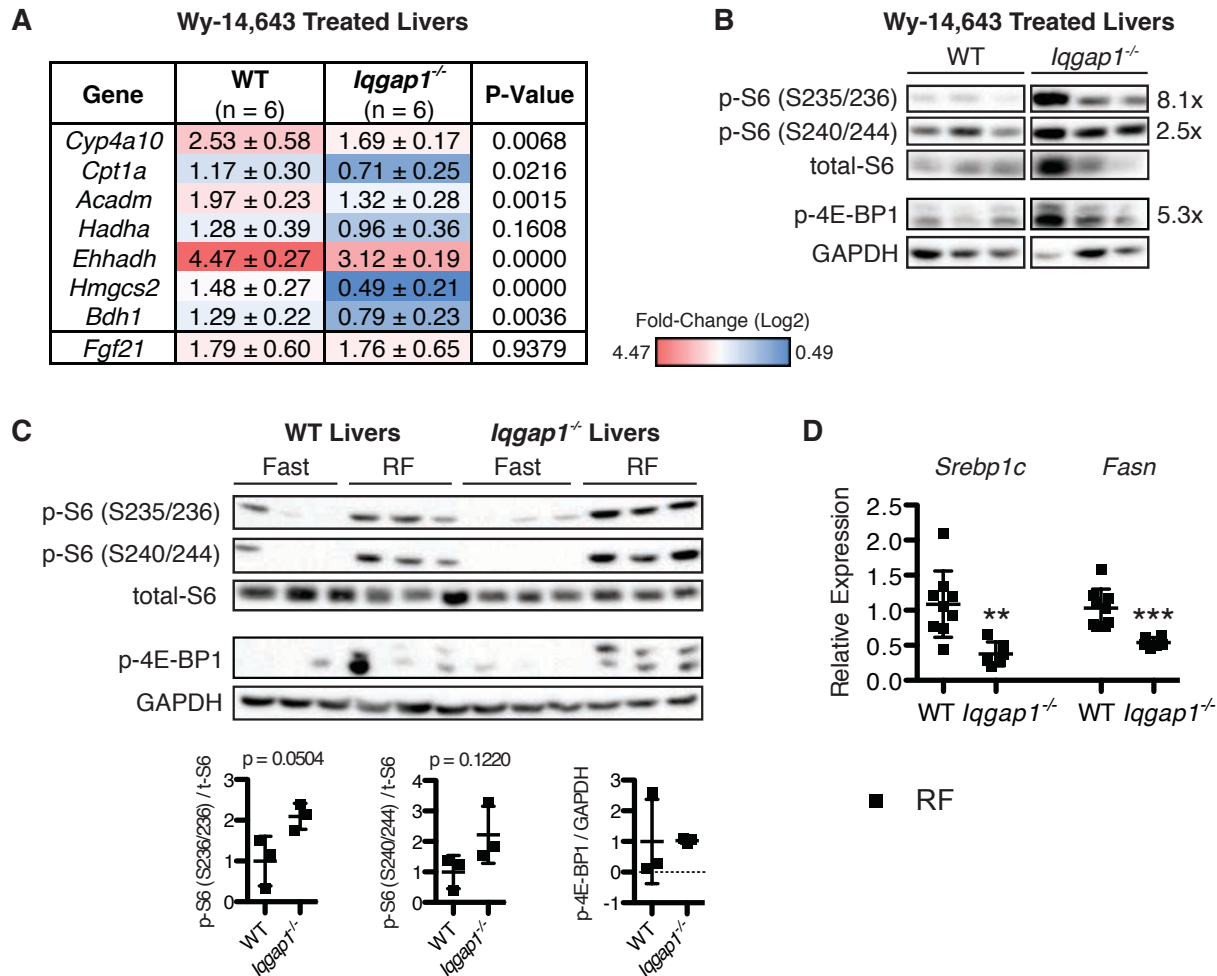 A Wy-14,643 Treated Livers
Gene WT (n = 6) Iqgap1-/- (n = 6) P-Value
Cyp4a10 2.53 ± 0.58 1.69 ± 0.17 0.0068
Cpt1a 1.17 ± 0.30 0.71 ± 0.25 0.0216
Acadm 1.97 ± 0.23 1.32 ± 0.28 0.0015
Hadha 1.28 ± 0.39 0.96 ± 0.36 0.1608
Ehhadh 4.47 ± 0.27 3.12 ± 0.19 0.0000
Hmgcs2 1.48 ± 0.27 0.49 ± 0.21 0.0000
Bdh1 1.29 ± 0.22 0.79 ± 0.23 0.0036
Fgf21 1.79 ± 0.60 1.76 ± 0.65 0.9379
Fold-Change (Log2)
4.47 0.49
B Wy-14,643 Treated Livers
WT Iqgap1-/-
p-S6 (S235/236) 8.1x
p-S6 (S240/244) 2.5x
total-S6
p-4E-BP1 5.3x
GAPDH
C WT Livers Iqgap1-/- Livers
Fast RF Fast RF
p-S6 (S235/236)
p-S6 (S240/244)
total-S6
p-4E-BP1
GAPDH
p = 0.0504
p-S6 (S236/236) / t-S6
3
2
1
0
WT Iqgap1-/-
p = 0.1220
p-S6 (S240/244) / t-S6
4
3
2
1
0
WT Iqgap1-/-
p-4E-BP1 / GAPDH
3
2
1
0
-1
WT Iqgap1-/-
D
Srebp1c Fasn
Relative Expression
2.5
2.0
1.5
1.0
0.5
0.0
** ***
WT Iqgap1-/- WT Iqgap1-/-
RF